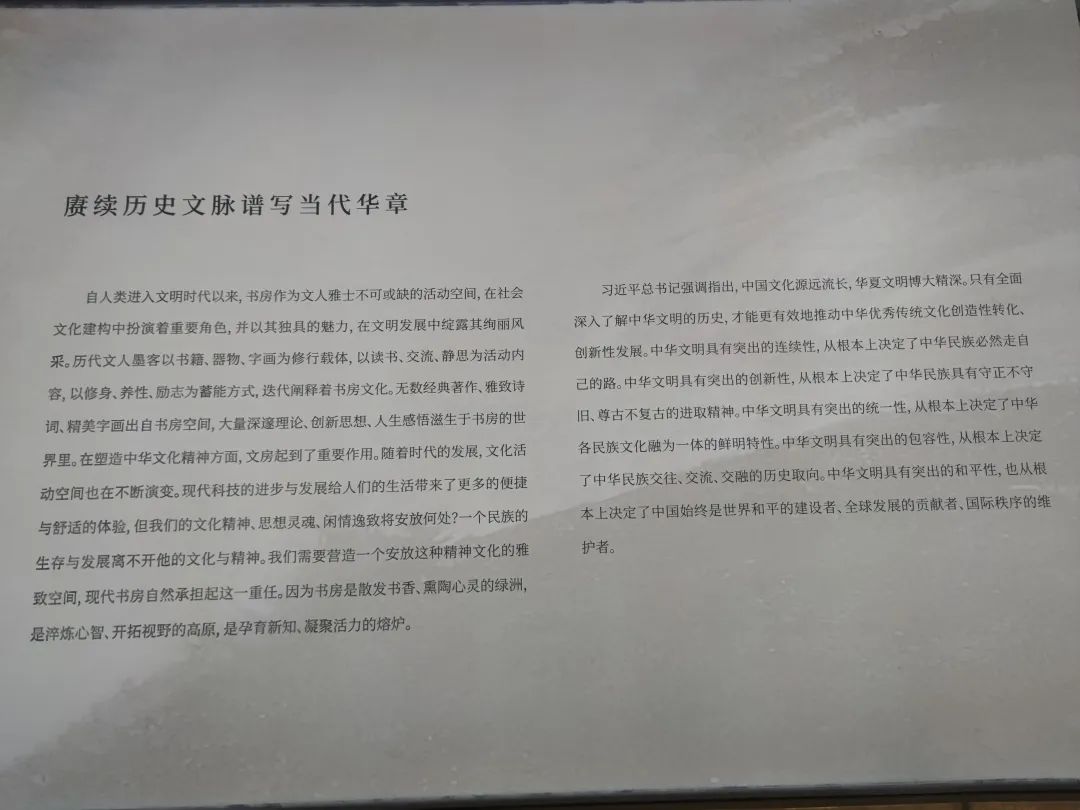 赓续历史文脉谱写当代华章
自人类进入文明时代以来,书房作为文人雅士不可或缺的活动空间,在社会
文化建构中扮演着重要角色,并以其独具的魅力,在文明发展中绽露其绚丽风
采。历代文人墨客以书籍、器物、字画为修行载体,以读书、交流、静思为活动内
容,以修身、养性、励志为蓄能方式,迭代阐释着书房文化。无数经典著作、雅致诗
词、精美字画出自书房空间,大量深邃理论、创新思想、人生感悟滋生于书房的世
界里。在塑造中华文化精神方面,文房起到了重要作用。随着时代的发展,文化活
动空间也在不断演变。现代科技的进步与发展给人们的生活带来了更多的便捷
与舒适的体验,但我们的文化精神、思想灵魂、闲情逸致将安放何处?一个民族的
生存与发展离不开他的文化与精神。我们需要营造一个安放这种精神文化的雅
致空间,现代书房自然承担起这一重任。因为书房是散发书香、熏陶心灵的绿洲,
是淬炼心智、开拓视野的高原,是孕育新知、凝聚活力的熔炉。
习近平总书记强调指出,中国文化源远流长,华夏文明博大精深。只有全面
深入了解中华文明的历史,才能更有效地推动中华优秀传统文化创造性转化、
创新性发展。中华文明具有突出的连续性,从根本上决定了中华民族必然走自
己的路。中华文明具有突出的创新性,从根本上决定了中华民族具有守正不守
旧、尊古不复古的进取精神。中华文明具有突出的统一性,从根本上决定了中华
各民族文化融为一体的鲜明特性。中华文明具有突出的包容性,从根本上决定
了中华民族交往、交流、交融的历史取向。中华文明具有突出的和平性,也从根
本上决定了中国始终是世界和平的建设者、全球发展的贡献者、国际秩序的维
护者。